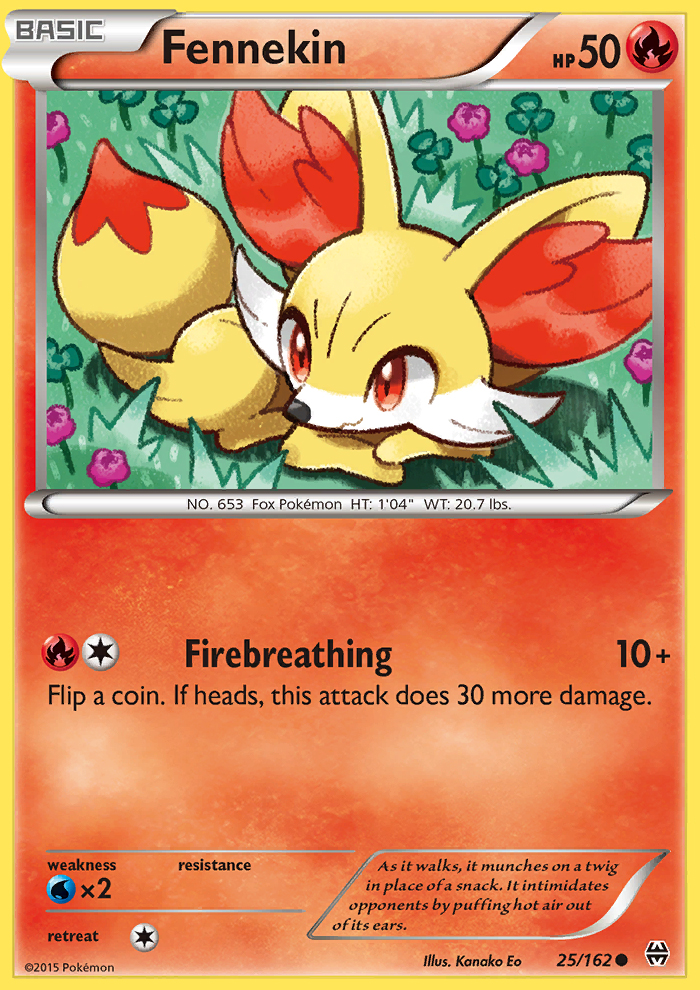 BASIC
Fennekin
HP 50
NO. 653 Fox Pokémon HT: 1'04" WT: 20.7 lbs.
Firebreathing 10+
Flip a coin. If heads, this attack does 30 more damage.
weakness resistance
×2
retreat
As it walks, it munches on a twig
in place of a snack. It intimidates
opponents by puffing hot air out
of its ears.
©2015 Pokémon
Illus. Kanako Eo 25/162